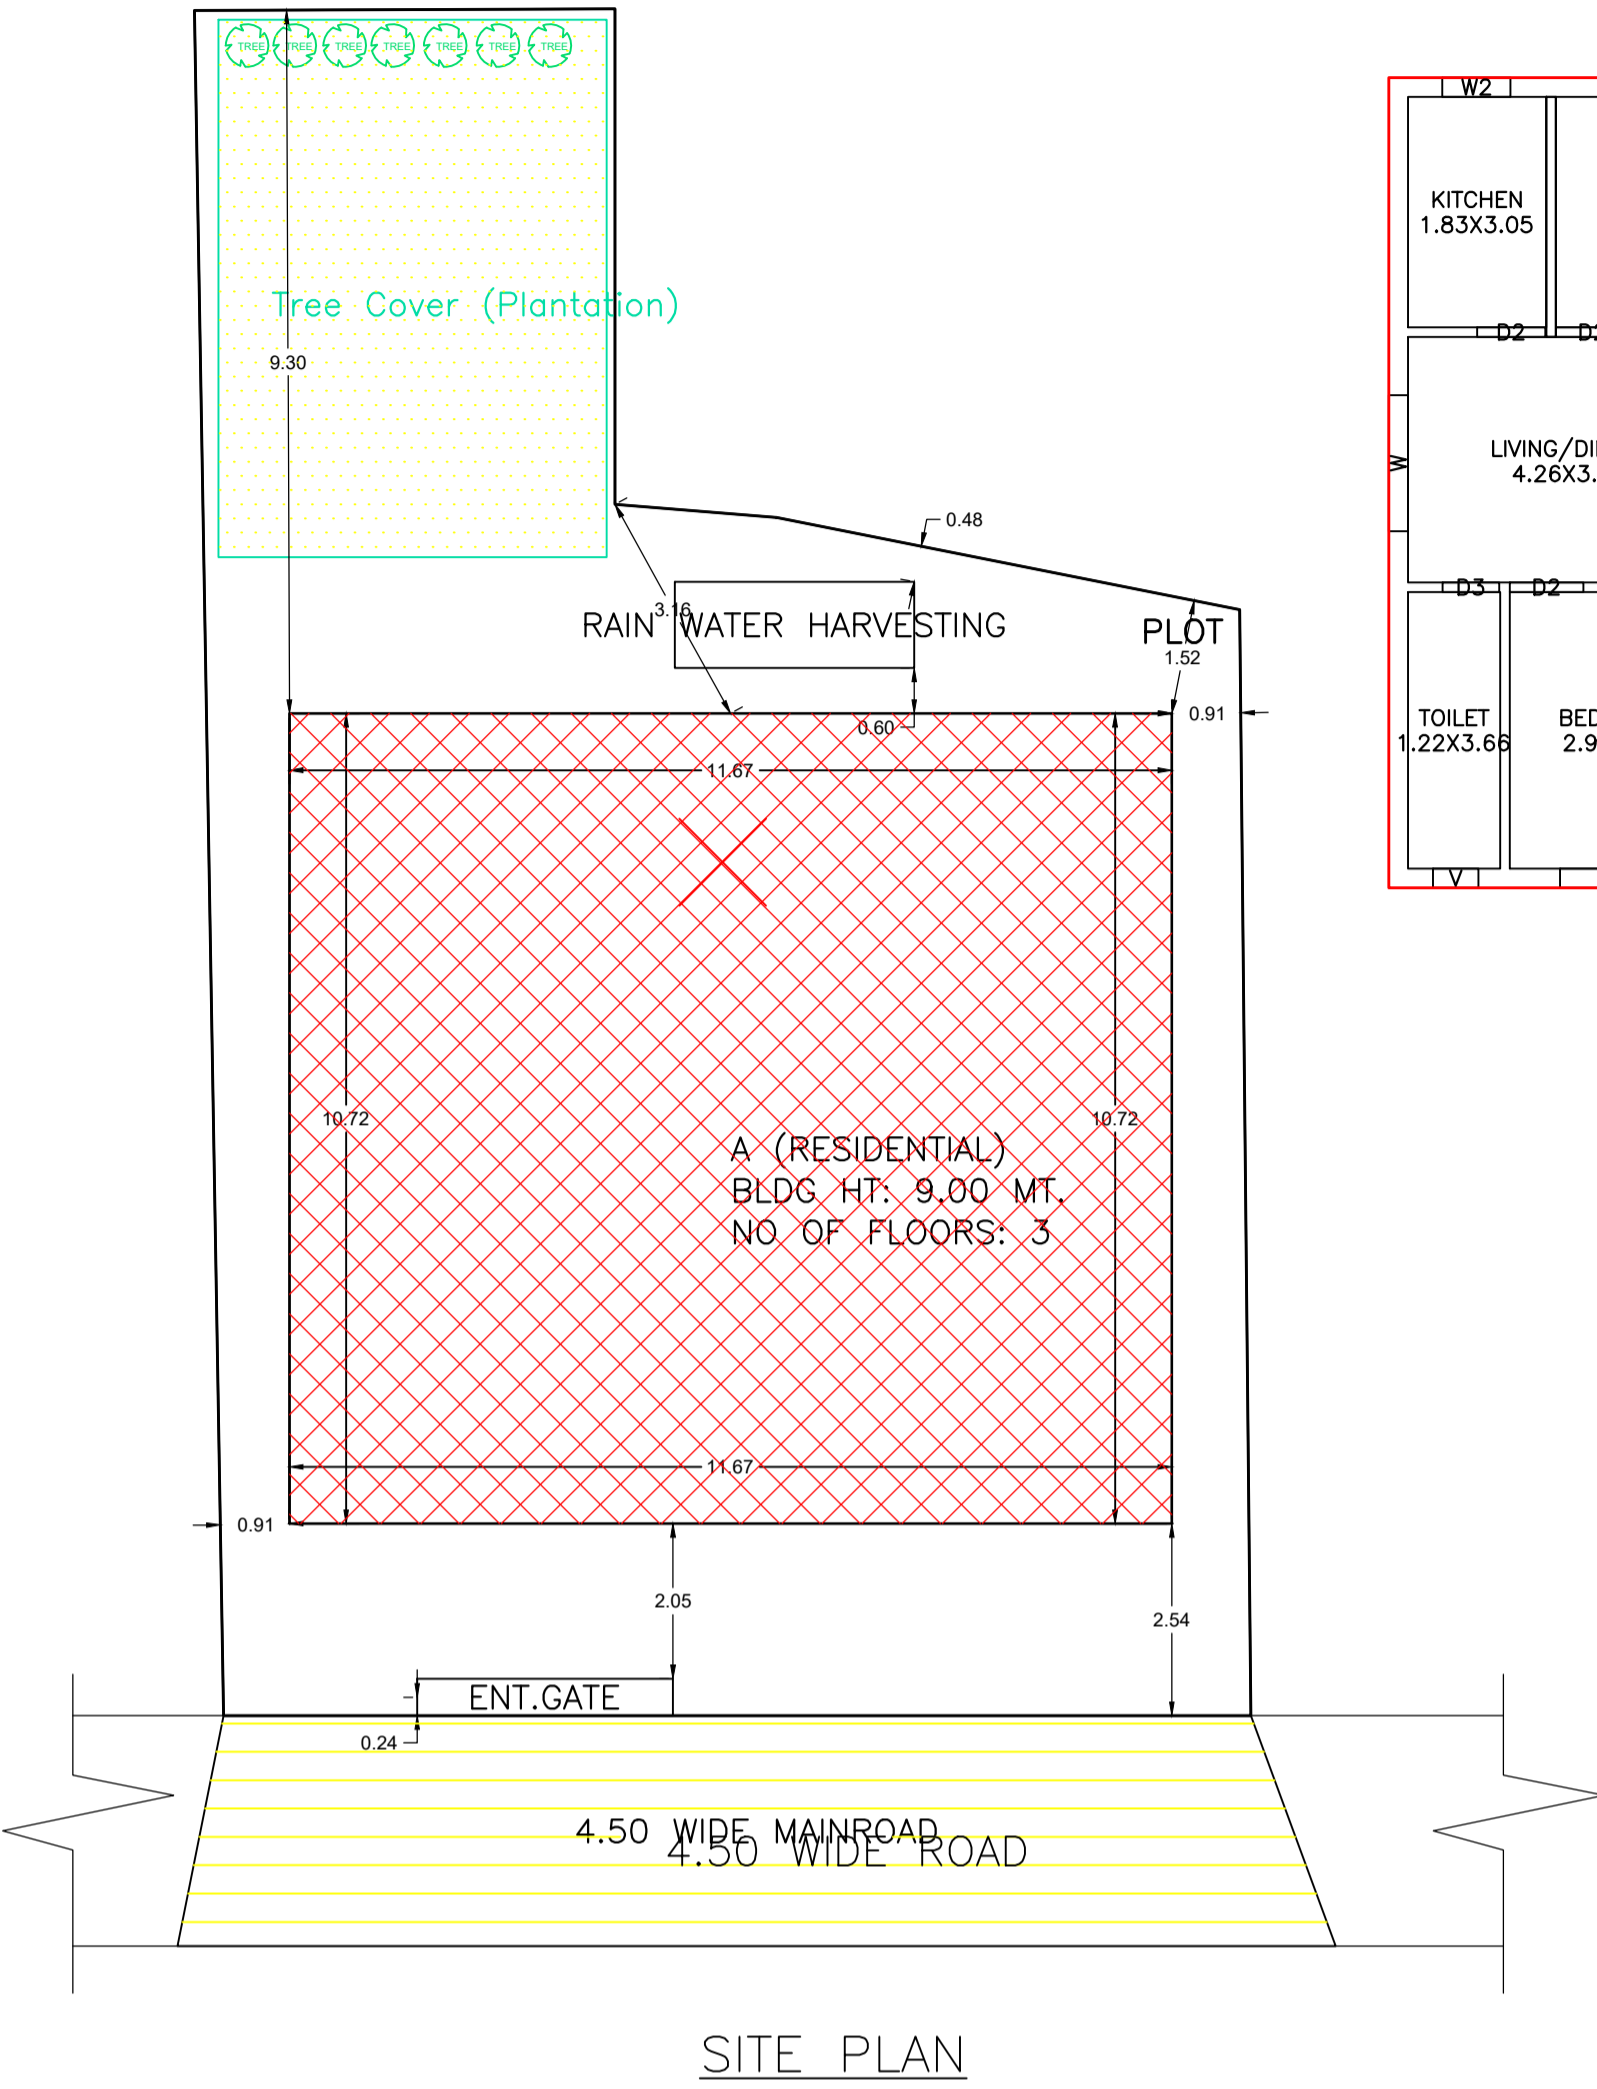 TREE TREE TREE TREE TREE TREE TREE
Tree Cover (Plantation)
9.30
0.48
3.16
RAIN WATER HARVESTING
PLOT
1.52
0.91
0.60
11.67
10.72
10.72
A (RESIDENTIAL)
BLDG HT: 9.00 MT.
NO OF FLOORS: 3
11.67
0.91
2.05
2.54
ENT.GATE
0.24
4.50 WIDE MAINROAD
4.50 WIDE ROAD
SITE PLAN
W2
KITCHEN
1.83X3.05
D2
W
LIVING/DI
4.26X3.
D3
D2
TOILET
1.22X3.66
BED
2.9
V